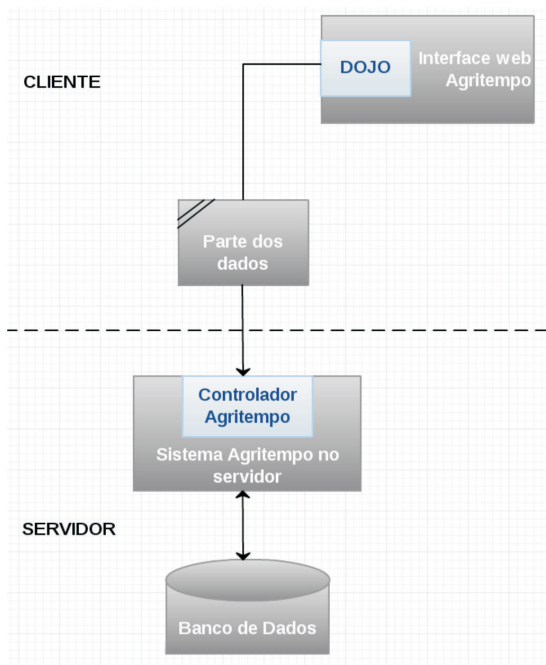 DOJO
Interface web
Agritempo
CLIENTE
Parte dos
dados
Controlador
Agritempo
Sistema Agritempo no
servidor
SERVIDOR
Banco de Dados